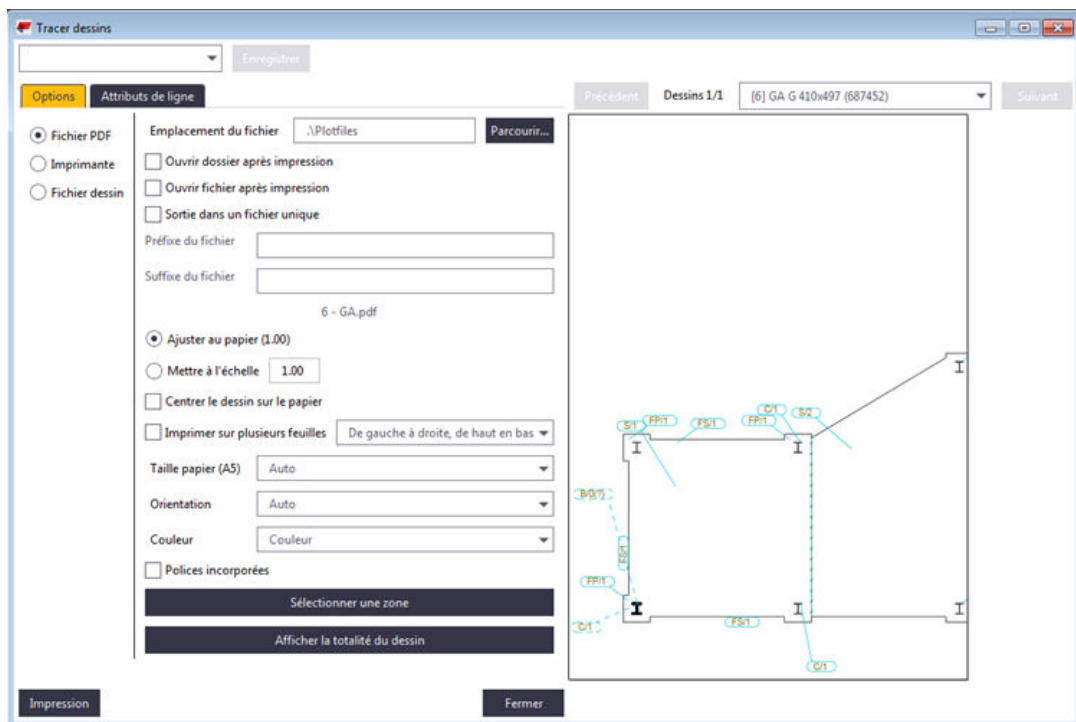 Tracer dessins
Enregistrer
Options
Attributs de ligne
Précédent
Dessins 1/1
[6] GA G 410x497 (687452)
Suivant
Fichier PDF
Imprimante
Fichier dessin
Emplacement du fichier
.\Plotfiles
Parcourir...
Ouvrir dossier après impression
Ouvrir fichier après impression
Sortie dans un fichier unique
Préfixe du fichier
Suffixe du fichier
6 - GA.pdf
Ajuster au papier (1.00)
Mettre à l'échelle
1.00
Centrer le dessin sur le papier
Imprimer sur plusieurs feuilles
De gauche à droite, de haut en bas
Taille papier (A5)
Auto
Orientation
Auto
Couleur
Couleur
Polices incorporées
Sélectionner une zone
Afficher la totalité du dessin
Impression
Fermer
S/1
FP/1
FS/1
FP/1
C/1
S/2
B/0(?)
FS/1
FP/1
C/1
FS/1
C/1